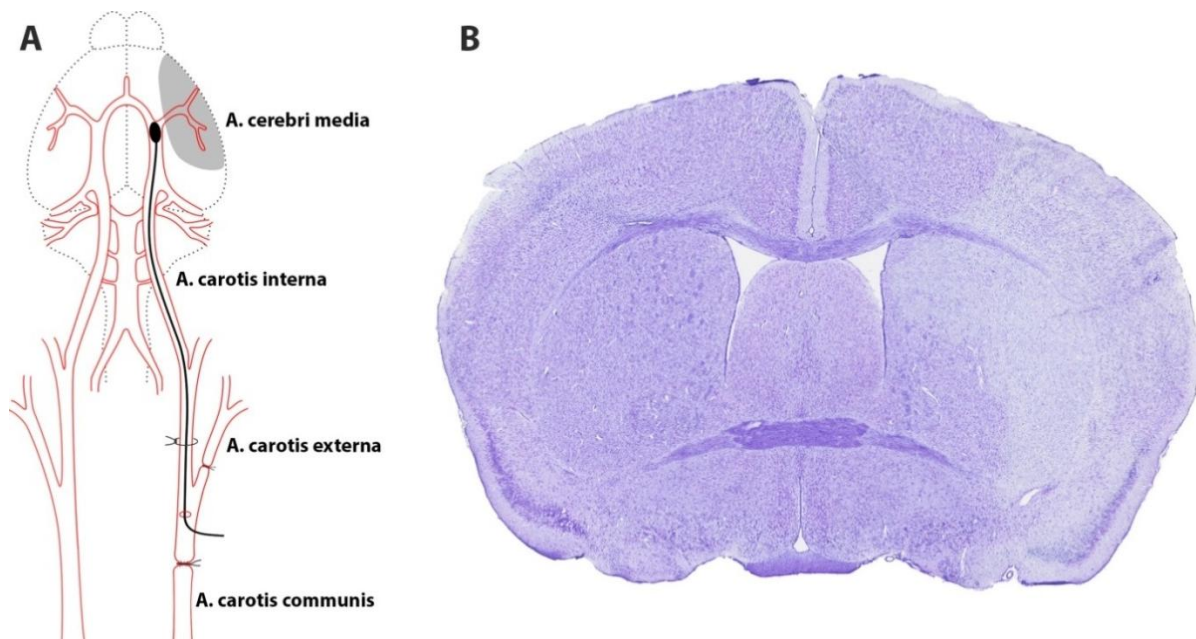 A
A. cerebri media
A. carotis interna
A. carotis externa
A. carotis communis
B